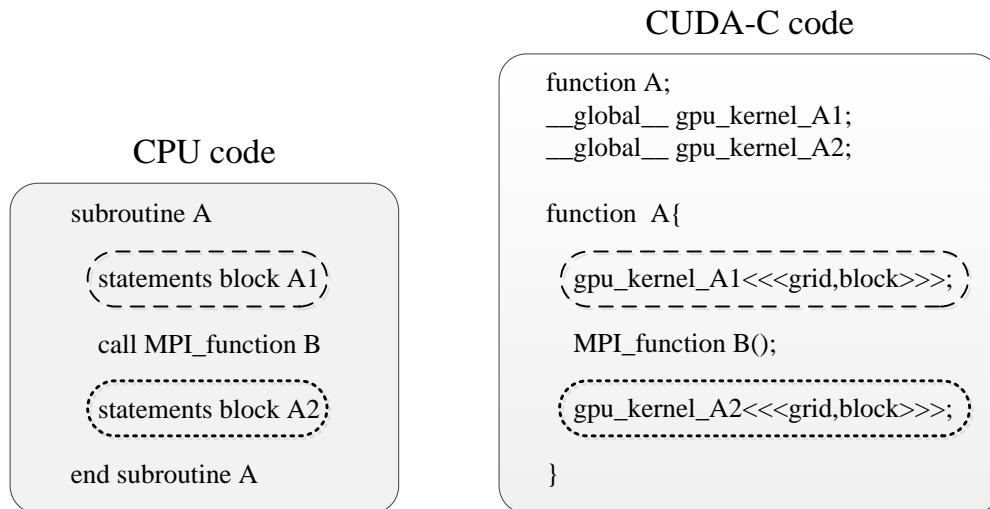 CPU code
subroutine A
statements block A1
call MPI_function B
statements block A2
end subroutine A
CUDA-C code
function A;
__global__ gpu_kernel_A1;
__global__ gpu_kernel_A2;
function A{
gpu_kernel_A1<<<grid,block>>>;
MPI_function B();
gpu_kernel_A2<<<grid,block>>>;
}